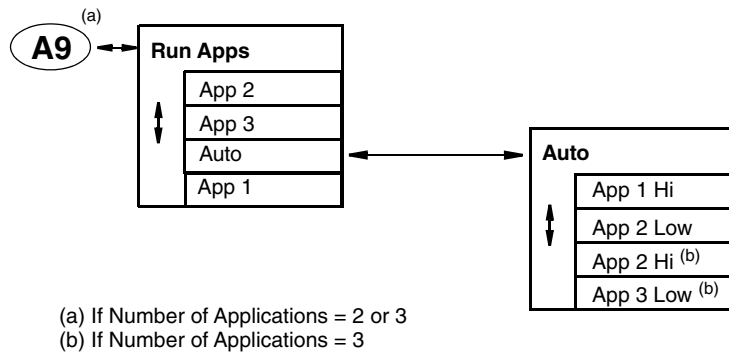 A9 (a)
Run Apps
App 2
App 3
Auto
App 1
Auto
App 1 Hi
App 2 Low
App 2 Hi (b)
App 3 Low (b)
(a) If Number of Applications = 2 or 3
(b) If Number of Applications = 3